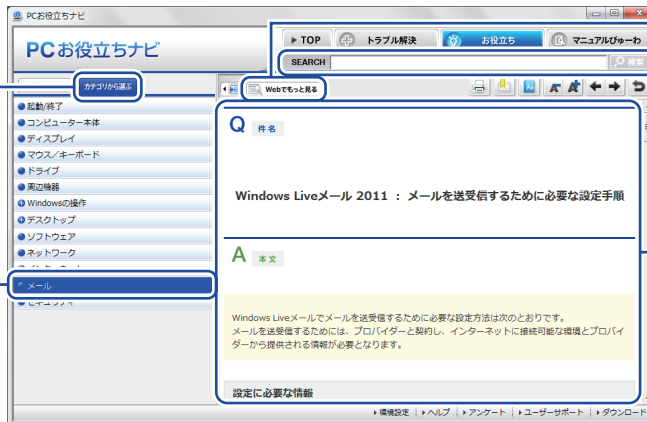 PCお役立ちナビ
PCお役立ちナビ
TOP
トラブル解決
お役立ち
マニュアルびゅーわ
SEARCH
検索
カテゴリから選ぶ
Webでもっと見る
起動/終了
コンピューター本体
ディスプレイ
マウス/キーボード
ドライブ
周辺機器
Windowsの操作
デスクトップ
ソフトウェア
ネットワーク
メール
セキュリティ
Q 件名
Windows Liveメール 2011 : メールを送受信するために必要な設定手順
A 本文
Windows Liveメールでメールを送受信するために必要な設定方法は次のとおりです。
メールを送受信するためには、プロバイダーと契約し、インターネットに接続可能な環境とプロバイ
ダーから提供される情報が必要となります。
設定に必要な情報
環境設定 | ヘルプ | アンケート | ユーザーサポート | ダウンロード